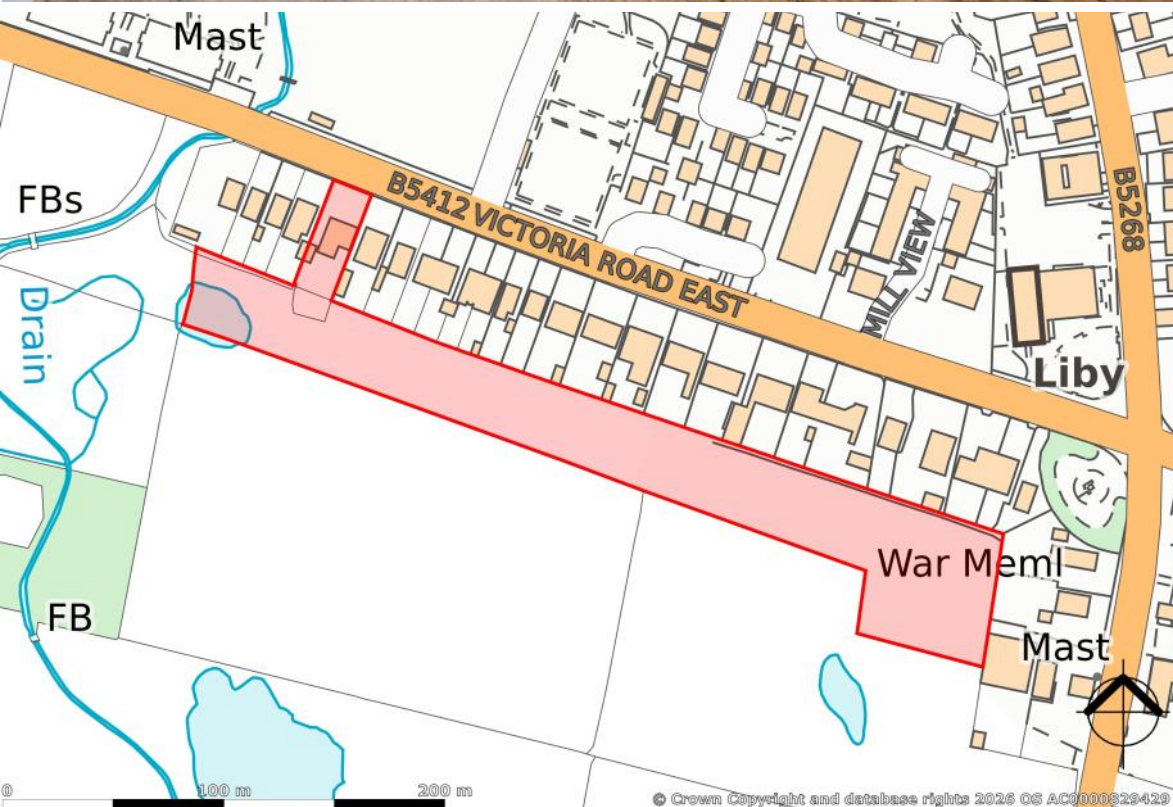 Mast
FBs
B5412 VICTORIA ROAD EAST
B5268
MILL VIEW
Drain
Liby
War Meml
FB
Mast
0
100 m
200 m
© Crown Copyright and database rights 2026 OS AC0000829429